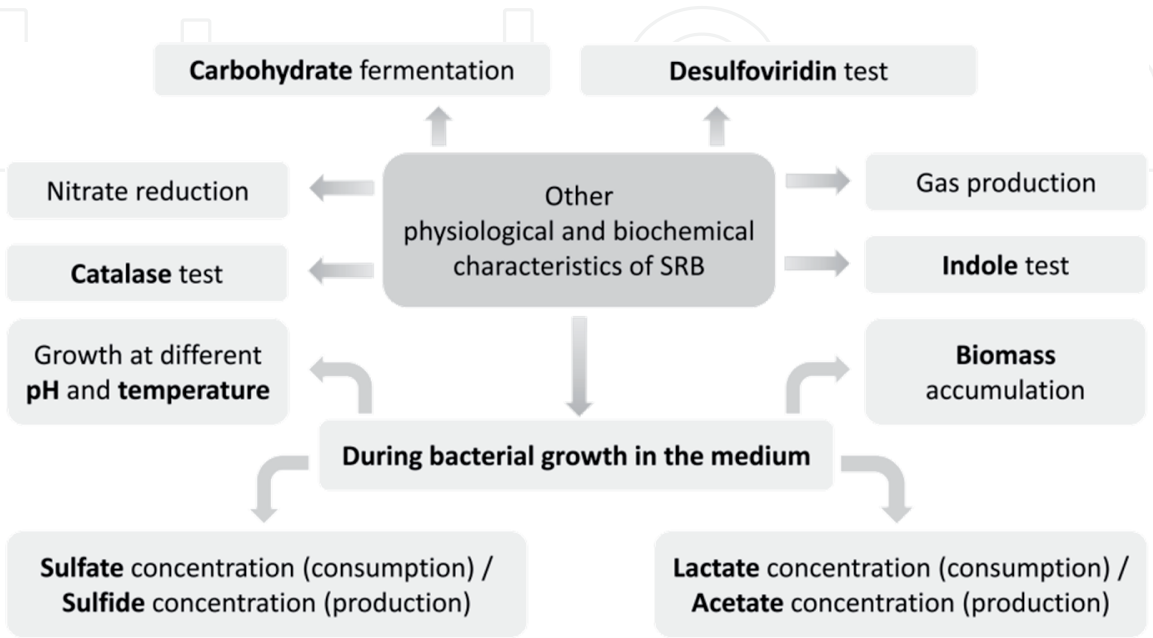 Carbohydrate fermentation
Desulfoviridin test
Nitrate reduction
Other
physiological and biochemical
characteristics of SRB
Gas production
Catalase test
Indole test
Growth at different
pH and temperature
Biomass
accumulation
During bacterial growth in the medium
Sulfate concentration (consumption) /
Sulfide concentration (production)
Lactate concentration (consumption) /
Acetate concentration (production)